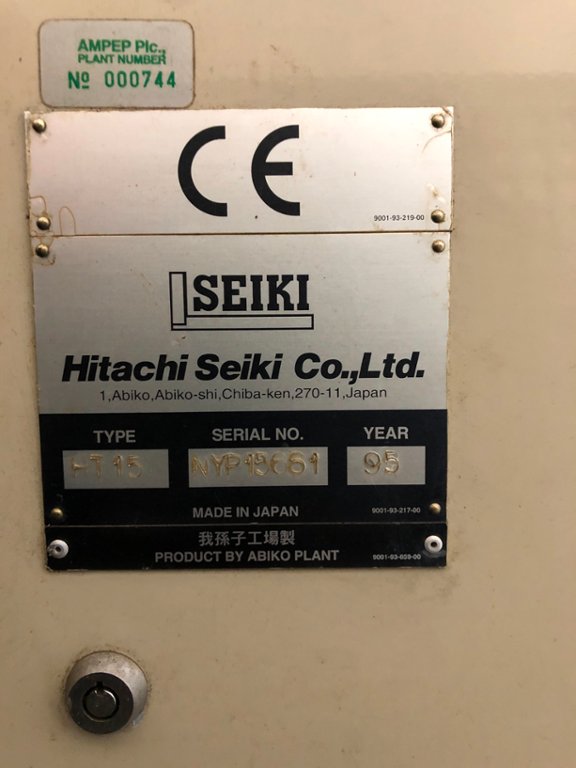 AMPEP Plc.,
PLANT NUMBER
Nº 000744
CE
9001-93-219-00
SEIKI
Hitachi Seiki Co.,Ltd.
1,Abiko,Abiko-shi,Chiba-ken,270-11,Japan
TYPE SERIAL NO. YEAR
HT15 95
MADE IN JAPAN 9001-93-217-00
我孫子工場製
PRODUCT BY ABIKO PLANT 9001-93-859-00